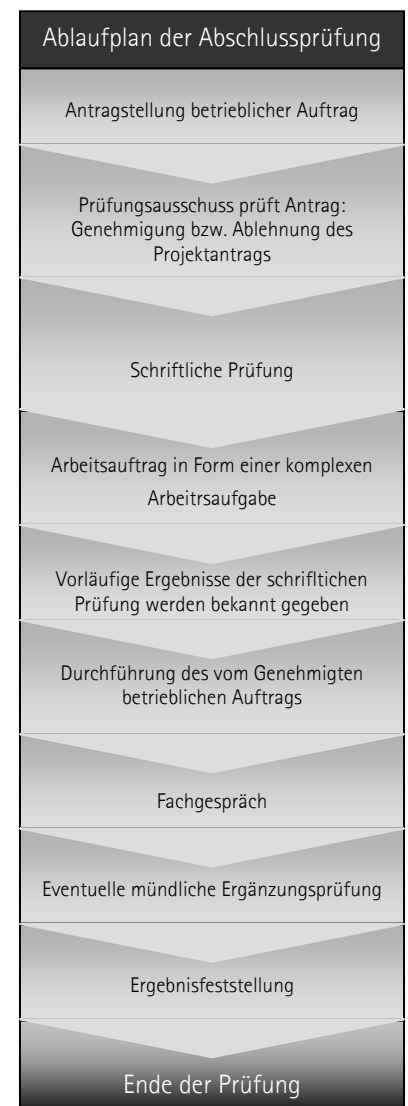 Ablaufplan der Abschlussprüfung
Antragstellung betrieblicher Auftrag
Prüfungsausschuss prüft Antrag:
Genehmigung bzw. Ablehnung des
Projektantrags
Schriftliche Prüfung
Arbeitsauftrag in Form einer komplexen
Arbeitrsaufgabe
Vorläufige Ergebnisse der schrifltichen
Prüfung werden bekannt gegeben
Durchführung des vom Genehmigten
betrieblichen Auftrags
Fachgespräch
Eventuelle mündliche Ergänzungsprüfung
Ergebnisfeststellung
Ende der Prüfung